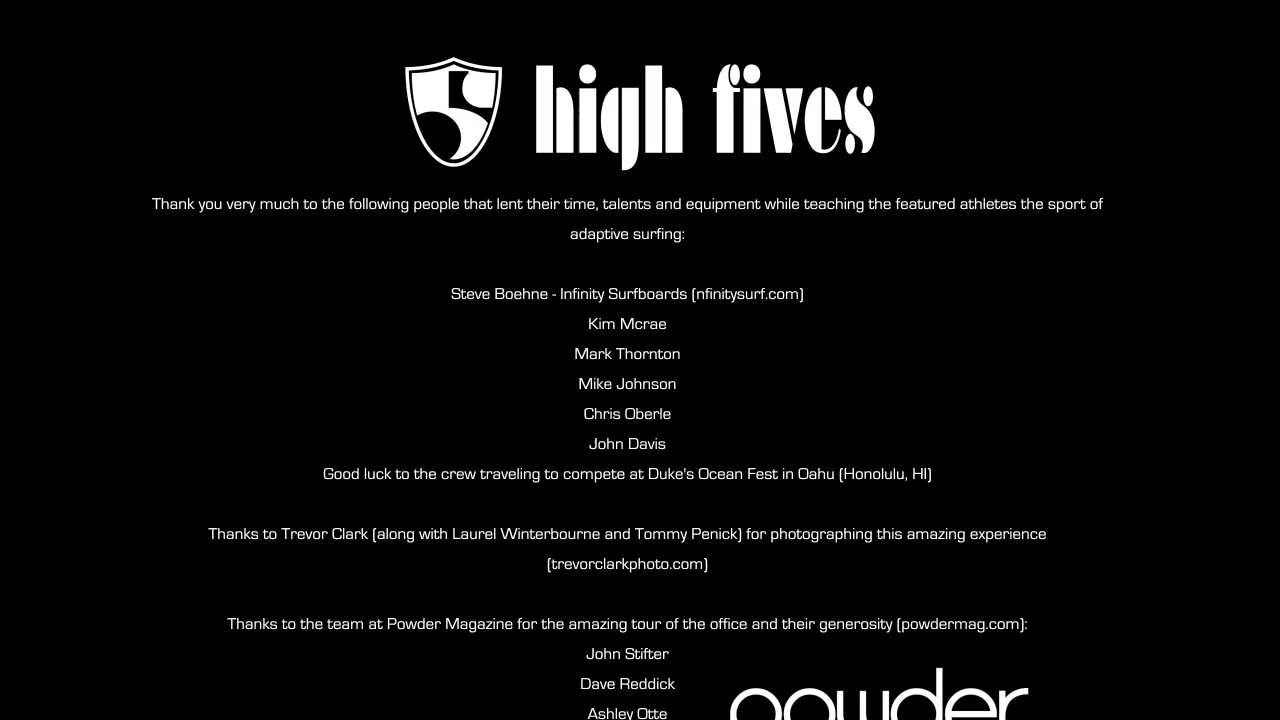 high fives
Thank you very much to the following people that lent their time, talents and equipment while teaching the featured athletes the sport of
adaptive surfing:
Steve Boehne - Infinity Surfboards (nfinitysurf.com)
Kim Mcrae
Mark Thornton
Mike Johnson
Chris Oberle
John Davis
Good luck to the crew traveling to compete at Duke's Ocean Fest in Oahu (Honolulu, HI)
Thanks to Trevor Clark (along with Laurel Winterbourne and Tommy Penick) for photographing this amazing experience
(trevorclarkphoto.com)
Thanks to the team at Powder Magazine for the amazing tour of the office and their generosity (powdermag.com):
John Stifter
Dave Reddick
Ashley Otte
powder